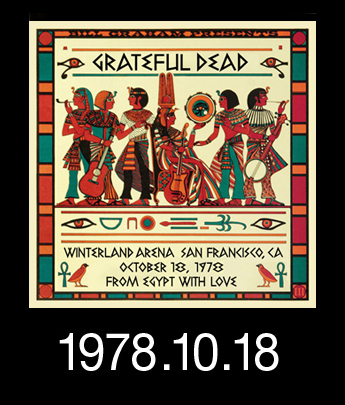 BILL GRAHAM PRESENTS
GRATEFUL DEAD
WINTERLAND ARENA SAN FRANCISCO, CA
OCTOBER 18, 1978
FROM EGYPT WITH LOVE
1978.10.18